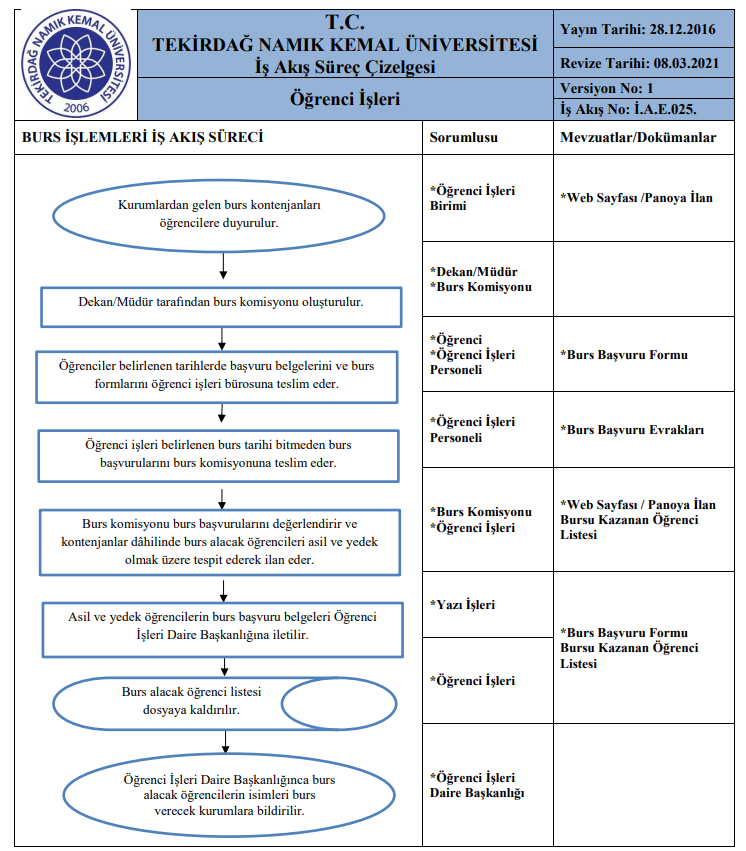 TEKİRDAĞ NAMIK KEMAL ÜNİVERSİTESİ
2006
T.C.
TEKİRDAĞ NAMIK KEMAL ÜNİVERSİTESİ
İş Akış Süreç Çizelgesi
Öğrenci İşleri
Yayın Tarihi: 28.12.2016
Revize Tarihi: 08.03.2021
Versiyon No: 1
İş Akış No: İ.A.E.025.
BURS İŞLEMLERİ İŞ AKIŞ SÜRECİ
Sorumlusu
Mevzuatlar/Dokümanlar
Kurumlardan gelen burs kontenjanları
öğrencilere duyurulur.
*Öğrenci İşleri
Birimi
*Web Sayfası /Panoya İlan
Dekan/Müdür tarafından burs komisyonu oluşturulur.
*Dekan/Müdür
*Burs Komisyonu
Öğrenciler belirlenen tarihlerde başvuru belgelerini ve burs
formlarını öğrenci işleri bürosuna teslim eder.
*Öğrenci
*Öğrenci İşleri
Personeli
*Burs Başvuru Formu
Öğrenci işleri belirlenen burs tarihi bitmeden burs
başvurularını burs komisyonuna teslim eder.
*Öğrenci İşleri
Personeli
*Burs Başvuru Evrakları
Burs komisyonu burs başvurularını değerlendirir ve
kontenjanlar dâhilinde burs alacak öğrencileri asil ve yedek
olmak üzere tespit ederek ilan eder.
*Burs Komisyonu
*Öğrenci İşleri
*Web Sayfası / Panoya İlan
Bursu Kazanan Öğrenci
Listesi
Asil ve yedek öğrencilerin burs başvuru belgeleri Öğrenci
İşleri Daire Başkanlığına iletilir.
*Yazı İşleri
*Burs Başvuru Formu
Bursu Kazanan Öğrenci
Listesi
Burs alacak öğrenci listesi
dosyaya kaldırılır.
*Öğrenci İşleri
Öğrenci İşleri Daire Başkanlığınca burs
alacak öğrencilerin isimleri burs
verecek kurumlara bildirilir.
*Öğrenci İşleri
Daire Başkanlığı